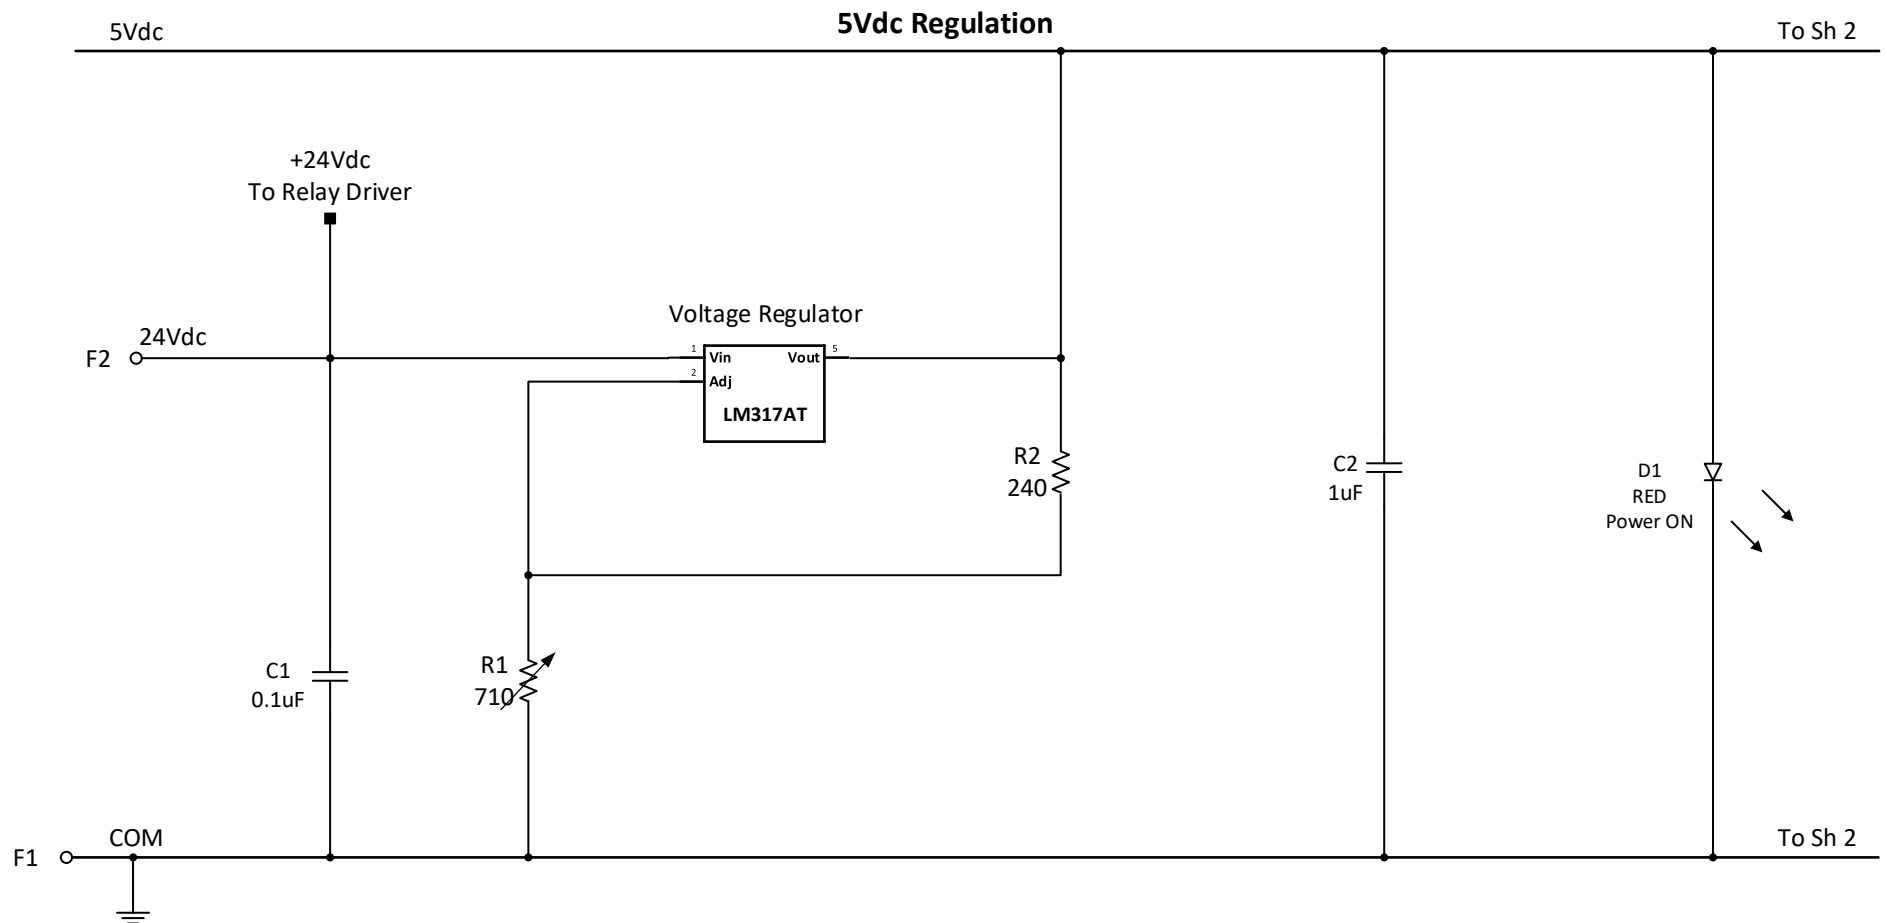 5Vdc Regulation
5Vdc
To Sh 2
+24Vdc
To Relay Driver
Voltage Regulator
F2
24Vdc
1
Vin
Vout
5
2
Adj
LM317AT
R2
240
C2
1uF
D1
RED
Power ON
C1
0.1uF
R1
710
F1
COM
To Sh 2